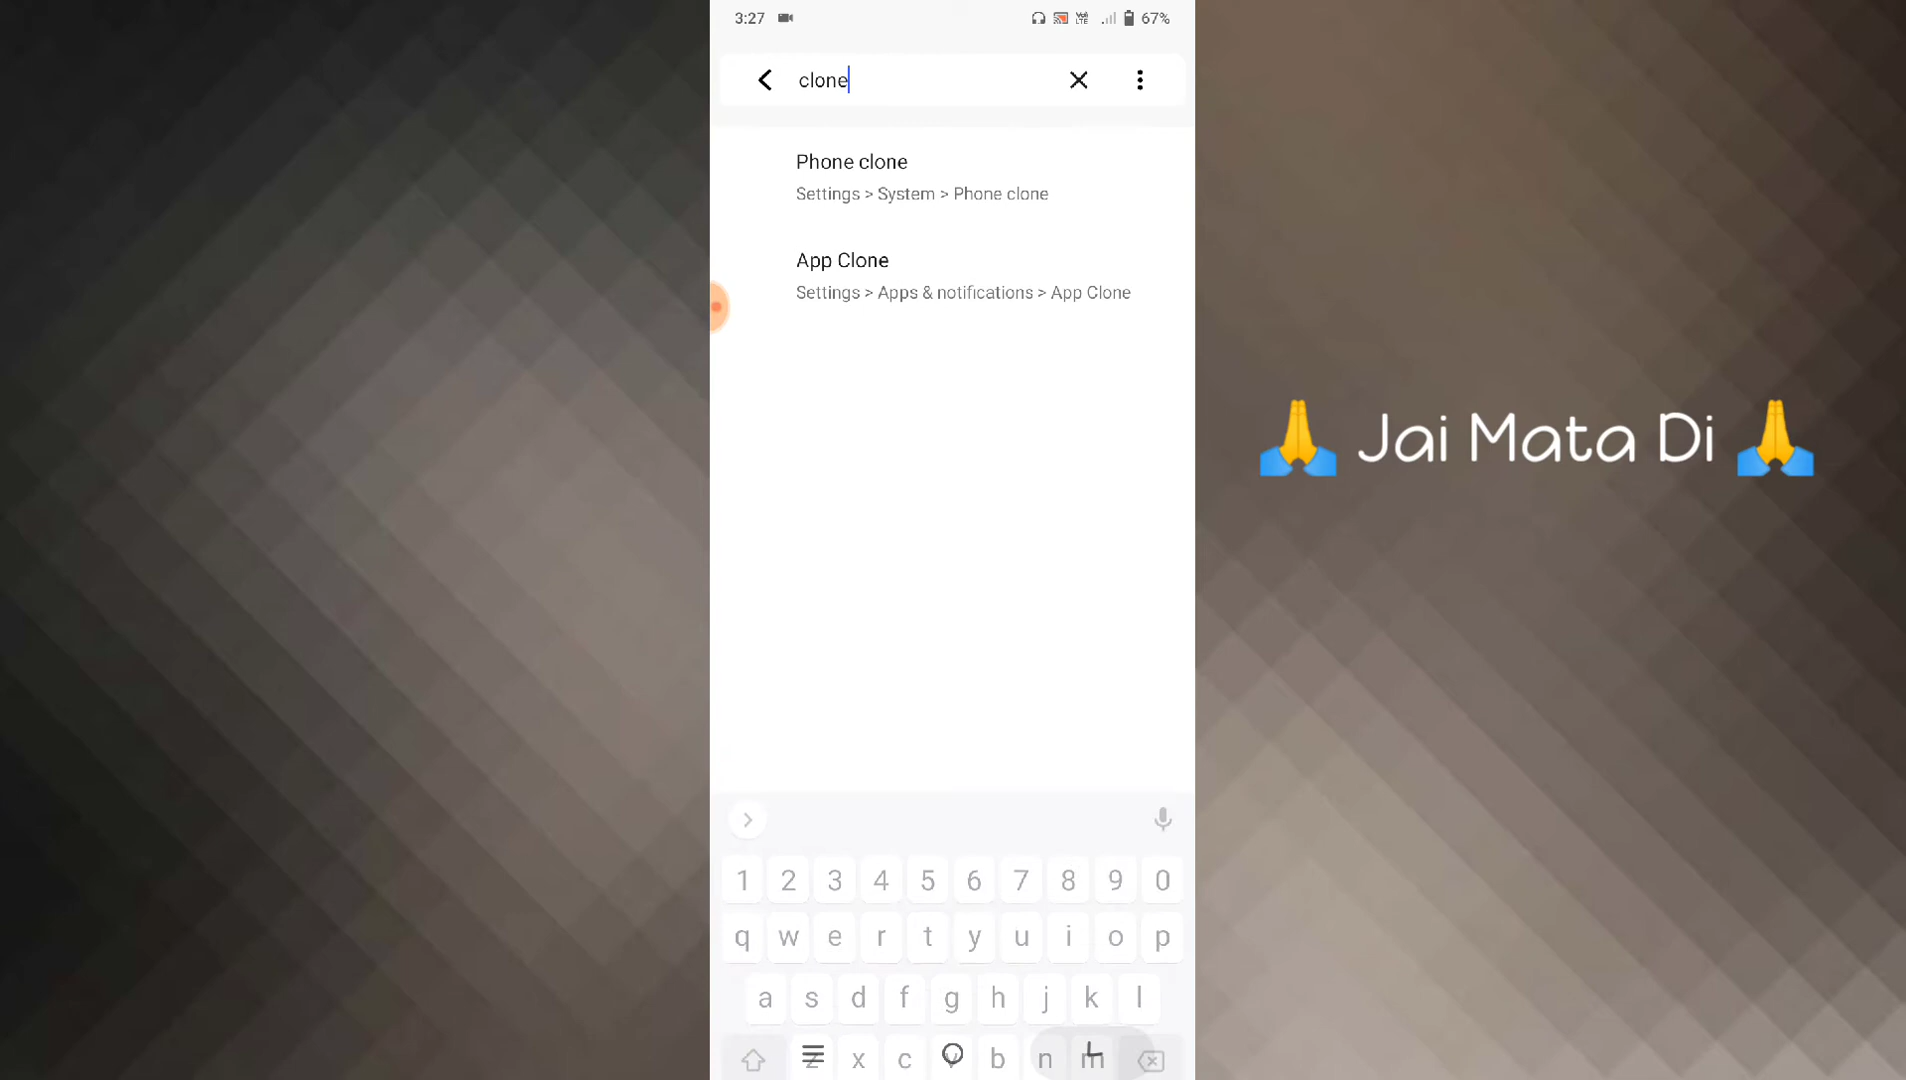 3:27 67%
clone
Phone clone
Settings > System > Phone clone
App Clone
Settings > Apps & notifications > App Clone
🙏 Jai Mata Di 🙏
1 2 3 4 5 6 7 8 9 0
q w e r t y u i o p
a s d f g h j k l
z x c v b n m